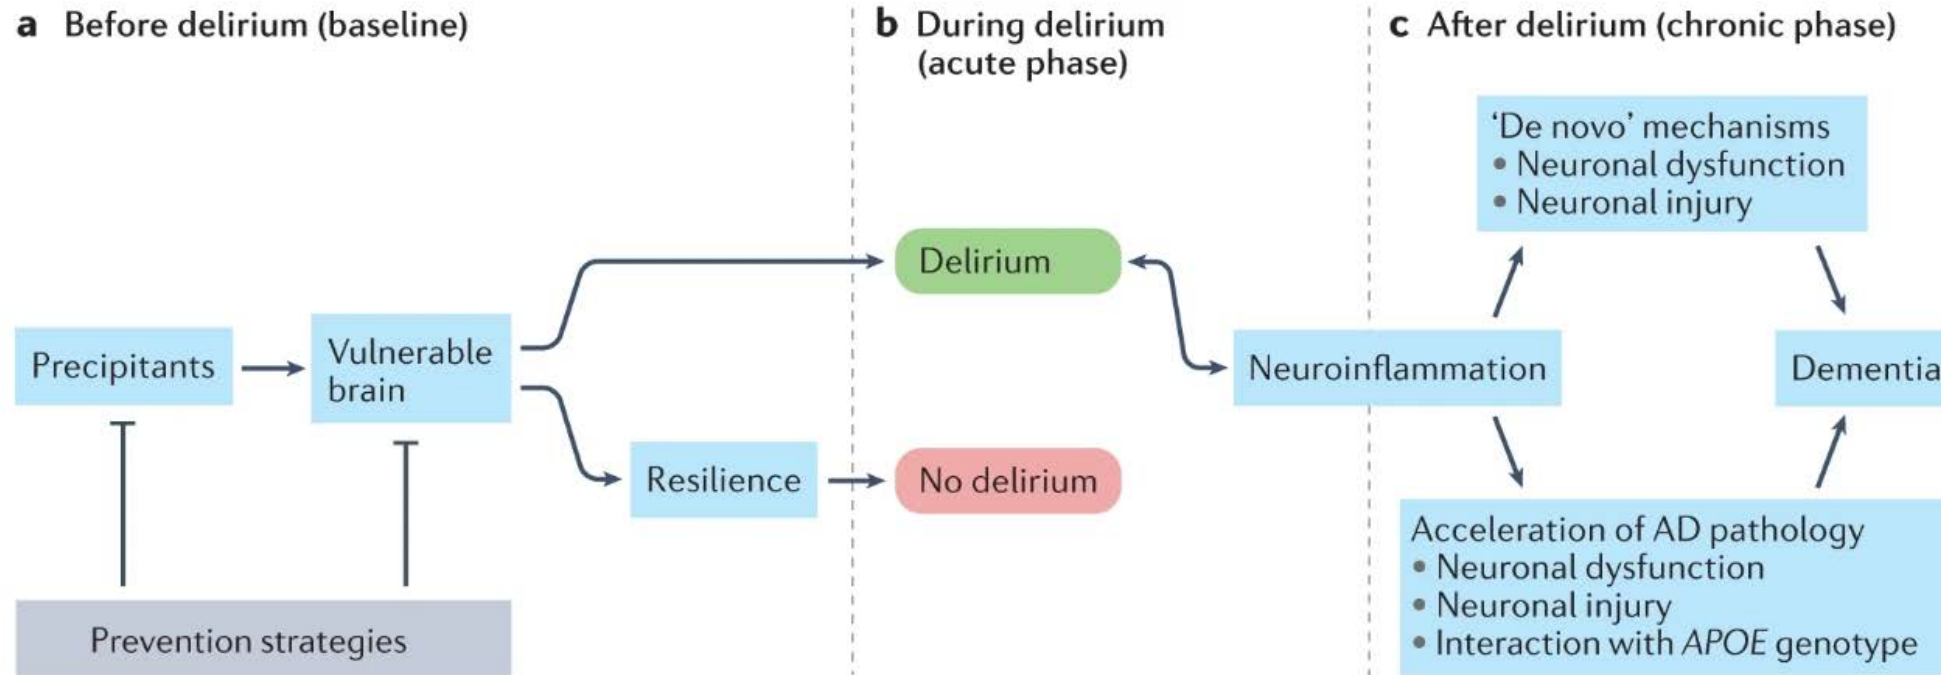 a Before delirium (baseline)
b During delirium
(acute phase)
c After delirium (chronic phase)
'De novo' mechanisms
• Neuronal dysfunction
• Neuronal injury
Delirium
Precipitants
Vulnerable
brain
Neuroinflammation
Dementia
Resilience
No delirium
Acceleration of AD pathology
• Neuronal dysfunction
• Neuronal injury
• Interaction with APOE genotype
Prevention strategies